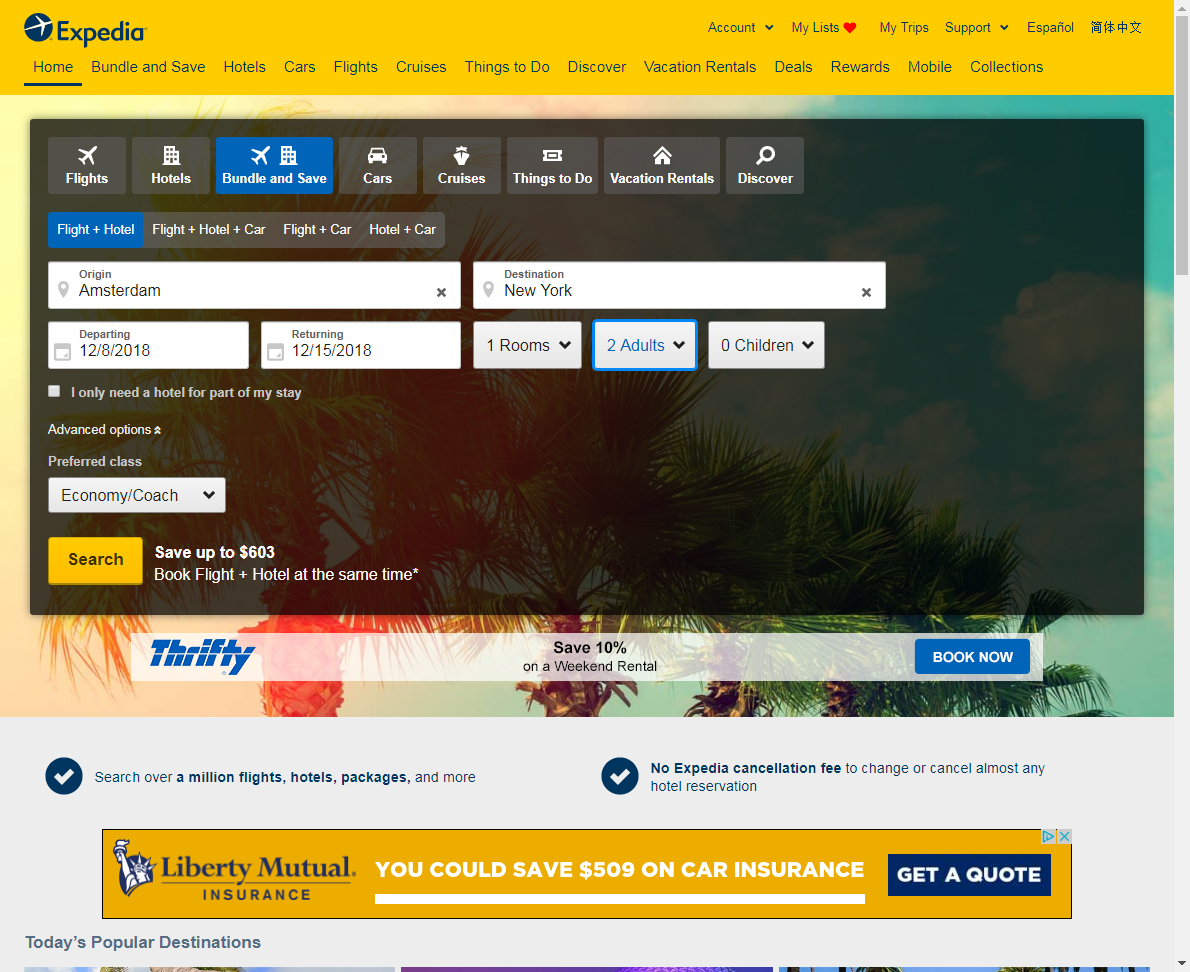 Expedia
Account My Lists My Trips Support Español 简体中文
Home Bundle and Save Hotels Cars Flights Cruises Things to Do Discover Vacation Rentals Deals Rewards Mobile Collections
Flights Hotels Bundle and Save Cars Cruises Things to Do Vacation Rentals Discover
Flight + Hotel Flight + Hotel + Car Flight + Car Hotel + Car
Origin
Amsterdam
Destination
New York
Departing
12/8/2018
Returning
12/15/2018
1 Rooms 2 Adults 0 Children
I only need a hotel for part of my stay
Advanced options
Preferred class
Economy/Coach
Search
Save up to $603
Book Flight + Hotel at the same time*
Thrifty
Save 10%
on a Weekend Rental
BOOK NOW
Search over a million flights, hotels, packages, and more
No Expedia cancellation fee to change or cancel almost any
hotel reservation
Liberty Mutual.
INSURANCE
YOU COULD SAVE $509 ON CAR INSURANCE
GET A QUOTE
Today’s Popular Destinations